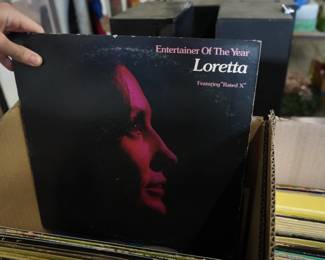 Entertainer Of The Year
Loretta
Featuring "Rated X"